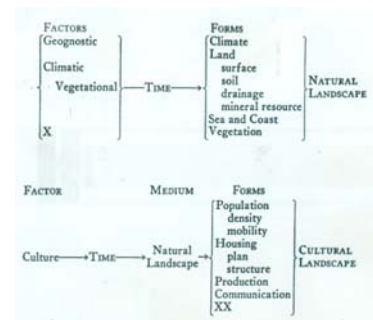 FACTORS FORMS
Geognostic Climate
Land
Climatic surface
soil
Vegetational TIME drainage NATURAL
mineral resource LANDSCAPE
Sea and Coast
X Vegetation
FACTOR MEDIUM FORMS
Population
density
mobility
Housing
Culture TIME Natural plan CULTURAL
Landscape structure LANDSCAPE
Production
Communication
XX